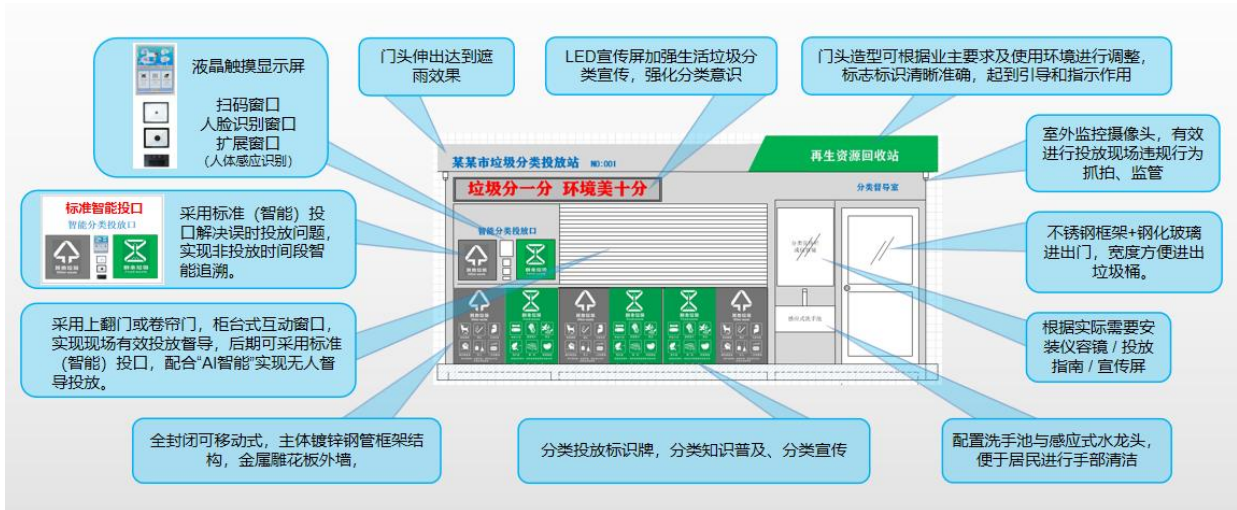 液晶触摸显示屏
扫码窗口
人脸识别窗口
扩展窗口
(人体感应识别)
门头伸出达到遮
雨效果
LED宣传屏加强生活垃圾分
类宣传，强化分类意识
门头造型可根据业主要求及使用环境进行调整，
标志标识清晰准确，起到引导和指示作用
室外监控摄像头，有效
进行投放现场违规行为
抓拍、监管
某某市垃圾分类投放站 NO:001
再生资源回收站
垃圾分一分 环境美十分
分类督导室
智能分类投放口
标准智能投口
智能分类投放口
采用标准（智能）投
口解决误时投放问题，
实现非投放时间段智
能追溯。
不锈钢框架+钢化玻璃
进出门，宽度方便进出
垃圾桶。
采用上翻门或卷帘门，柜台式互动窗口，
实现现场有效投放督导，后期可采用标准
（智能）投口，配合“AI智能”实现无人督
导投放。
感应式洗手池
根据实际需要安
装仪容镜 / 投放
指南 / 宣传屏
全封闭可移动式，主体镀锌钢管框架结
构，金属雕花板外墙，
分类投放标识牌，分类知识普及、分类宣传
配置洗手池与感应式水龙头，
便于居民进行手部清洁